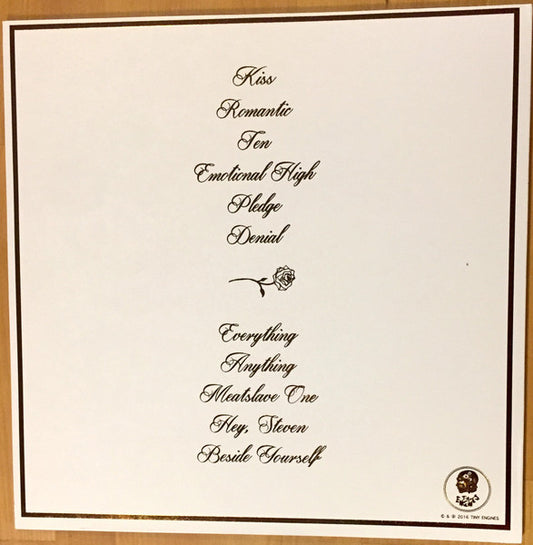 Kiss
Romantic
Ten
Emotional High
Pledge
Denial
Everything
Anything
Meatslave One
Hey, Steven
Beside Yourself
© & ℗ 2016 TINY ENGINES